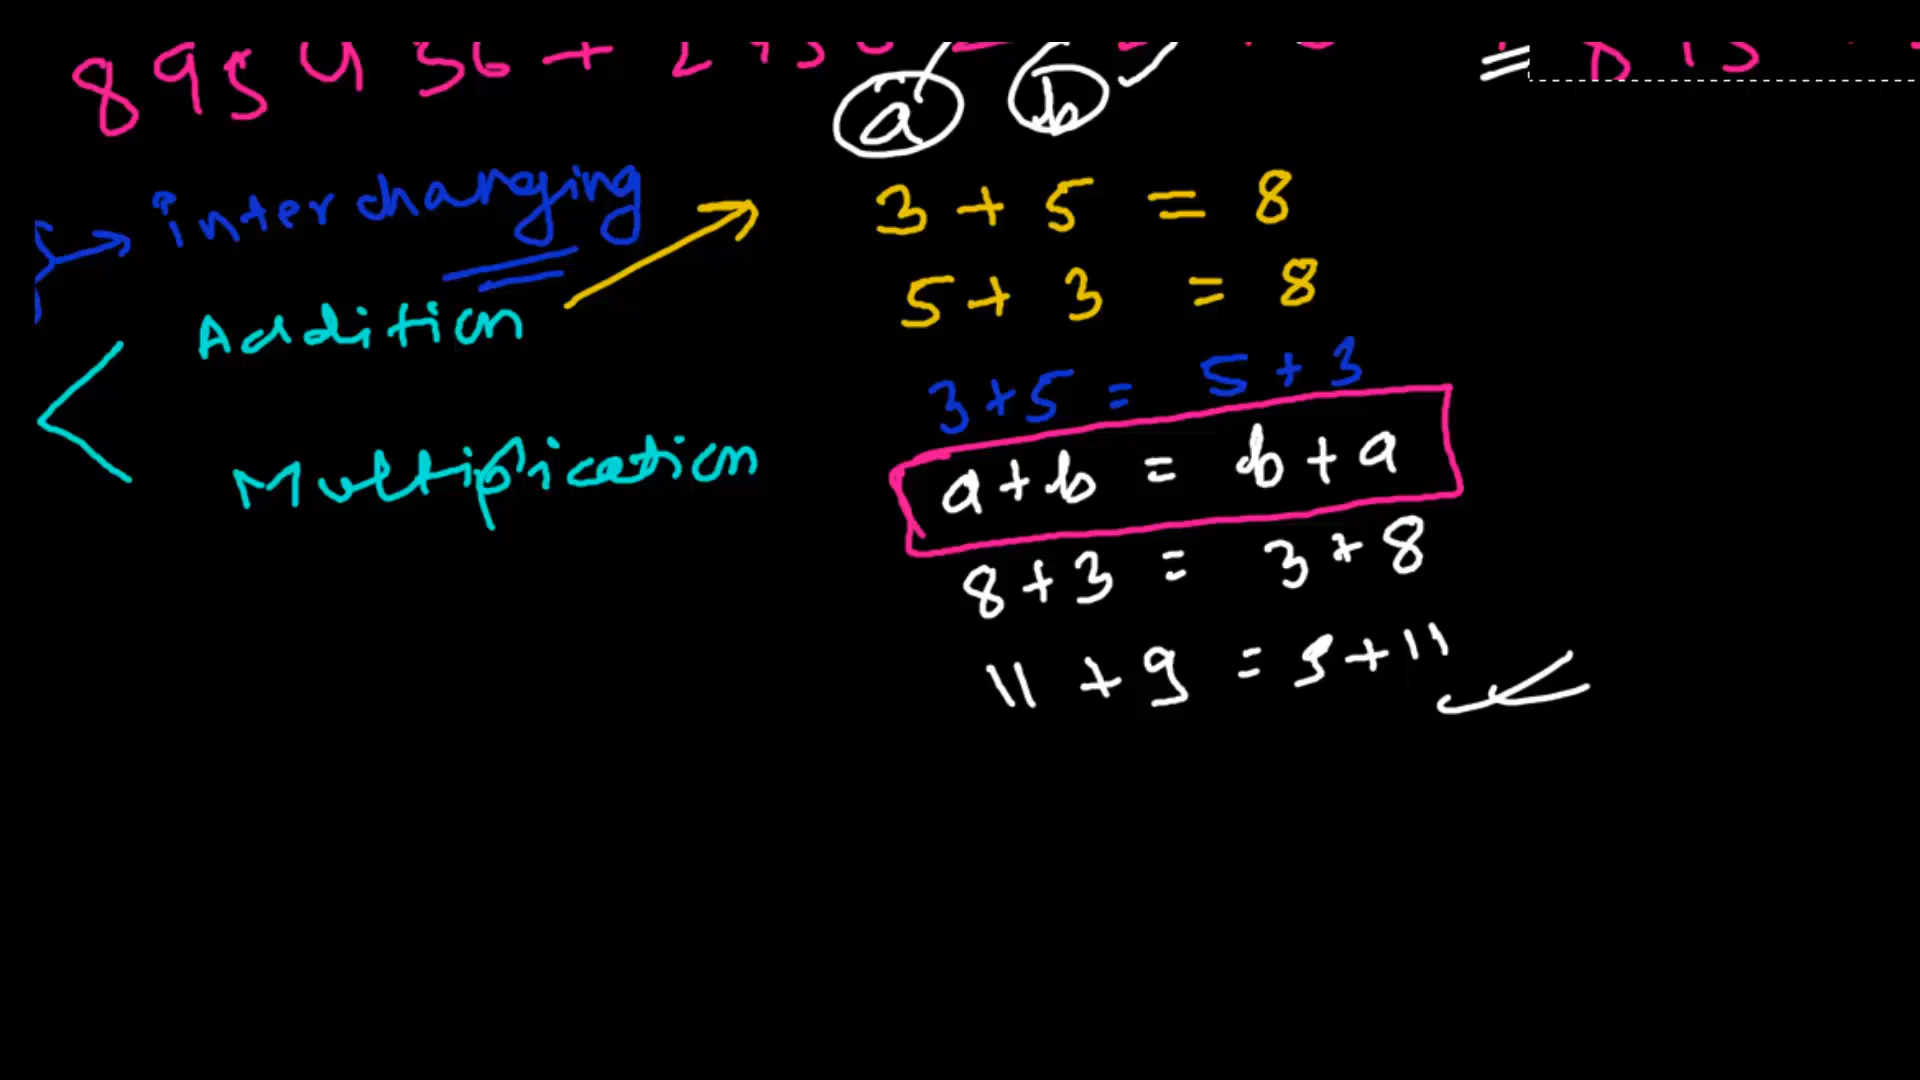 895456+
a b
interchanging
3 + 5 = 8
5 + 3 = 8
Addition
3+5 = 5+3
a+b = b+a
Multiplication
8+3 = 3+8
11 + 9 = 9+11